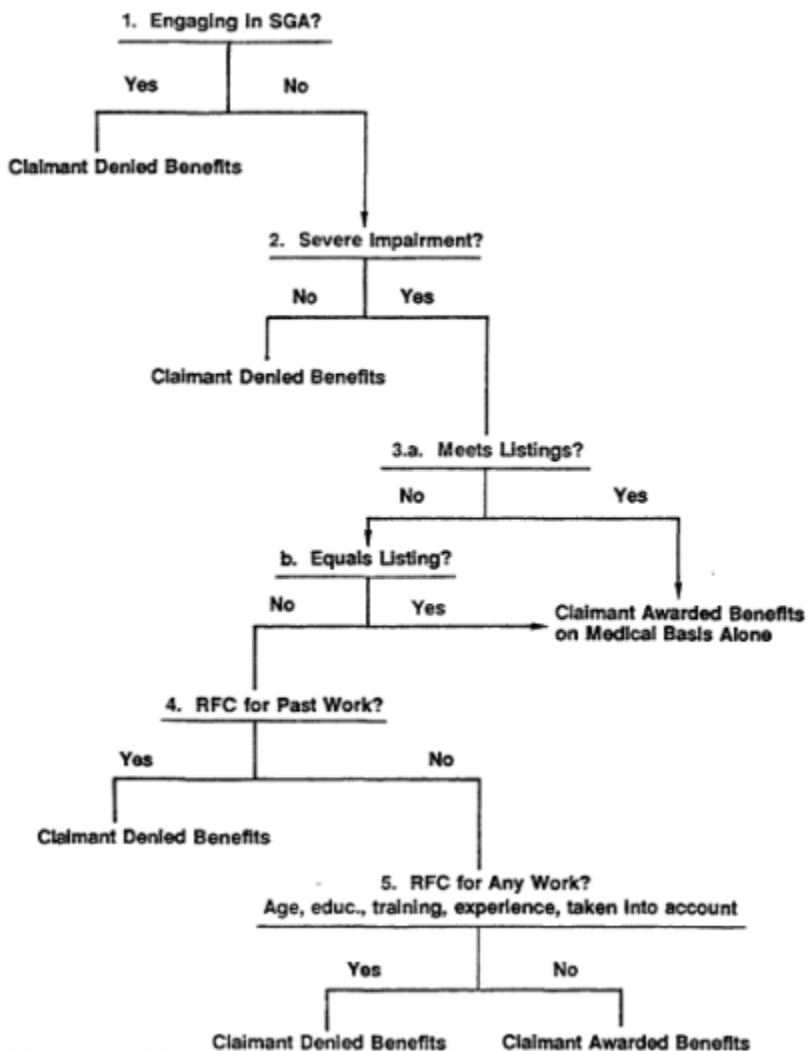 1. Engaging in SGA?
Yes
No
Claimant Denied Benefits
2. Severe Impairment?
No
Yes
Claimant Denied Benefits
3.a. Meets Listings?
No
Yes
b. Equals Listing?
No
Yes
Claimant Awarded Benefits
on Medical Basis Alone
4. RFC for Past Work?
Yes
No
Claimant Denied Benefits
5. RFC for Any Work?
Age, educ., training, experience, taken into account
Yes
No
Claimant Denied Benefits
Claimant Awarded Benefits